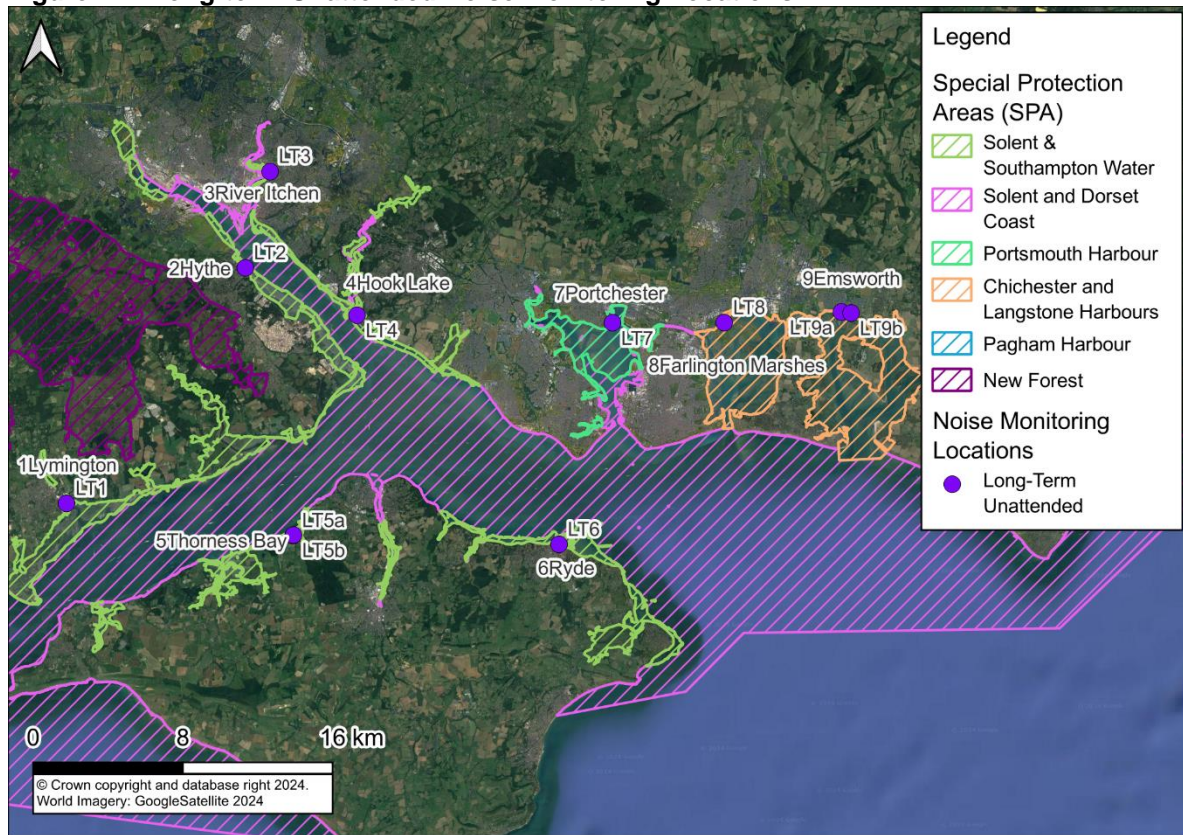 Legend
Special Protection
Areas (SPA)
Solent &
Southampton Water
Solent and Dorset
Coast
Portsmouth Harbour
Chichester and
Langstone Harbours
Pagham Harbour
New Forest
Noise Monitoring
Locations
Long-Term
Unattended
LT3
3River Itchen
LT2
2Hythe
4Hook Lake
LT4
7Portchester
LT7
LT8
8Farlington Marshes
9Emsworth
LT9a
LT9b
1Lymington
LT1
LT5a
5Thorness Bay
LT5b
LT6
6Ryde
0 8 16 km
© Crown copyright and database right 2024.
World Imagery: GoogleSatellite 2024